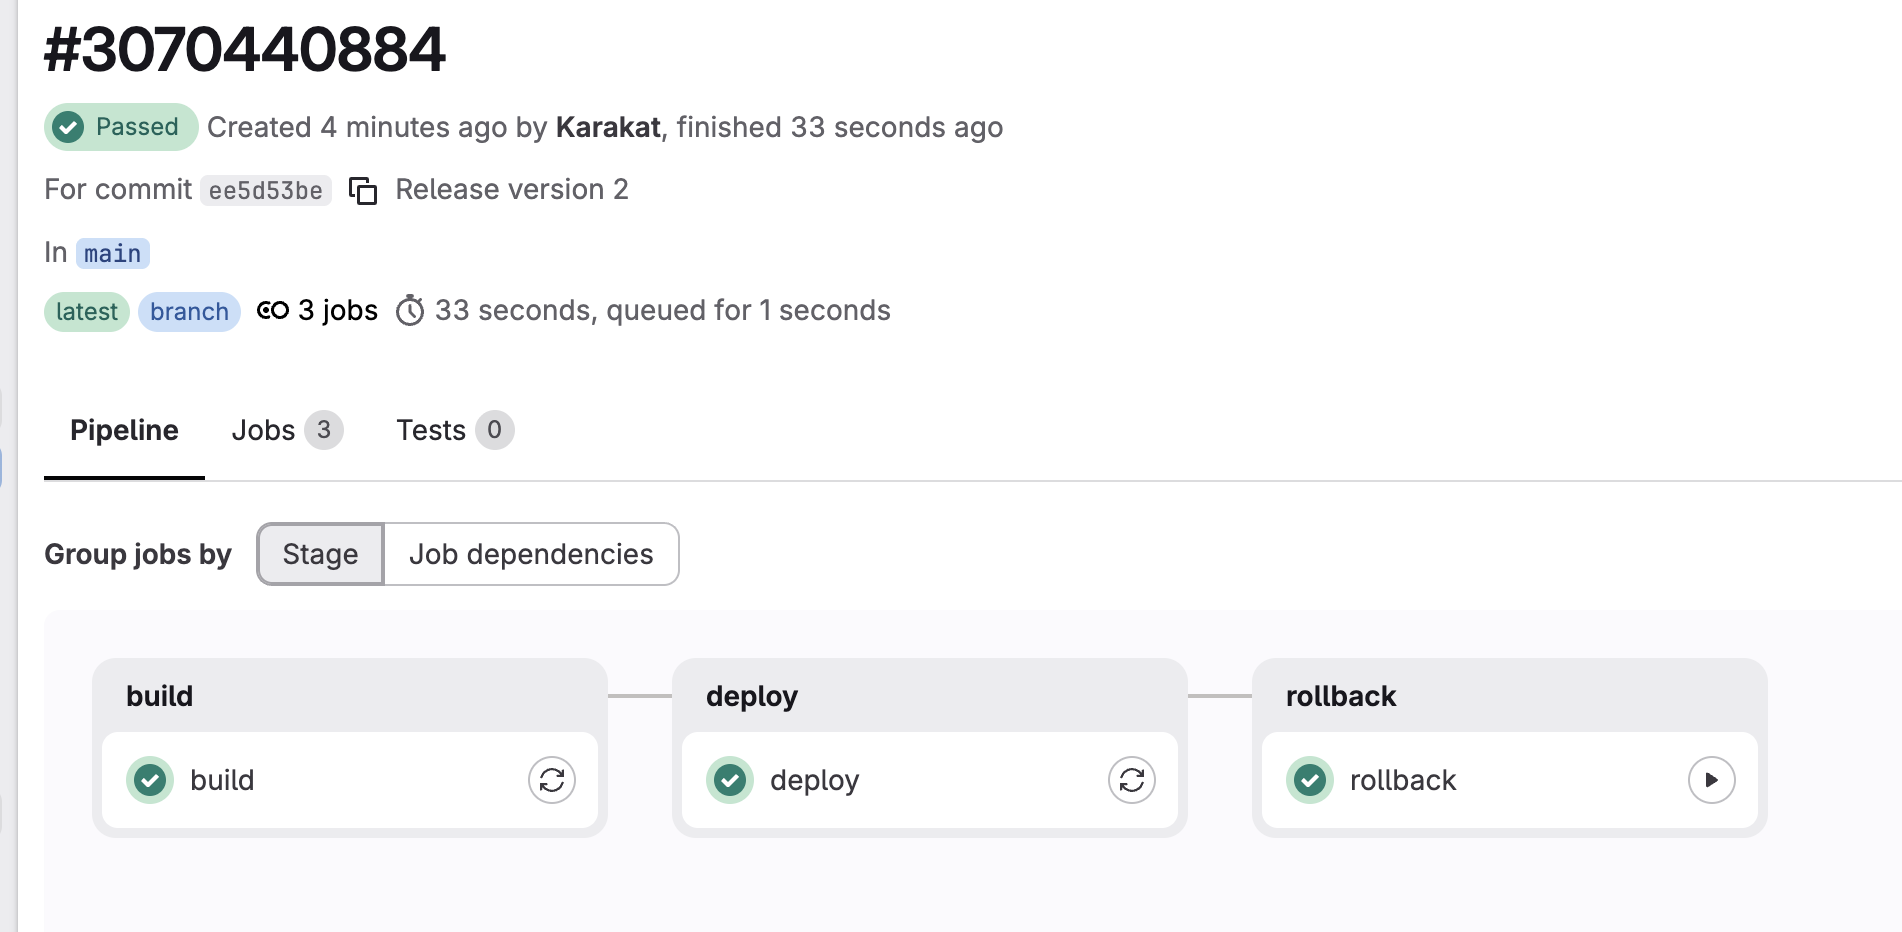 #3070440884
Passed Created 4 minutes ago by Karakat, finished 33 seconds ago
For commit ee5d53be Release version 2
In main
latest branch 3 jobs 33 seconds, queued for 1 seconds
Pipeline Jobs 3 Tests 0
Group jobs by Stage Job dependencies
build deploy rollback
build deploy rollback